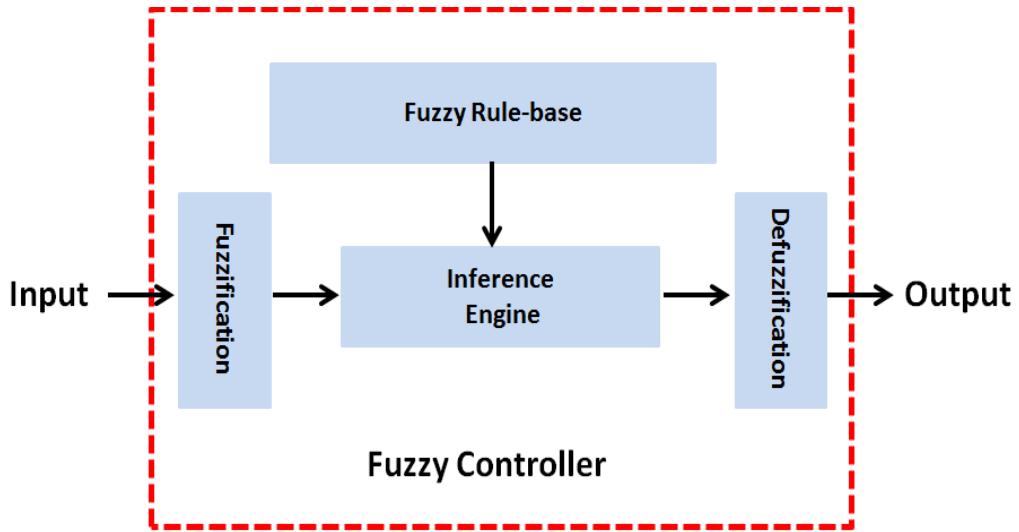 Fuzzy Rule-base
Input
Fuzzification
Inference
Engine
Defuzzification
Output
Fuzzy Controller